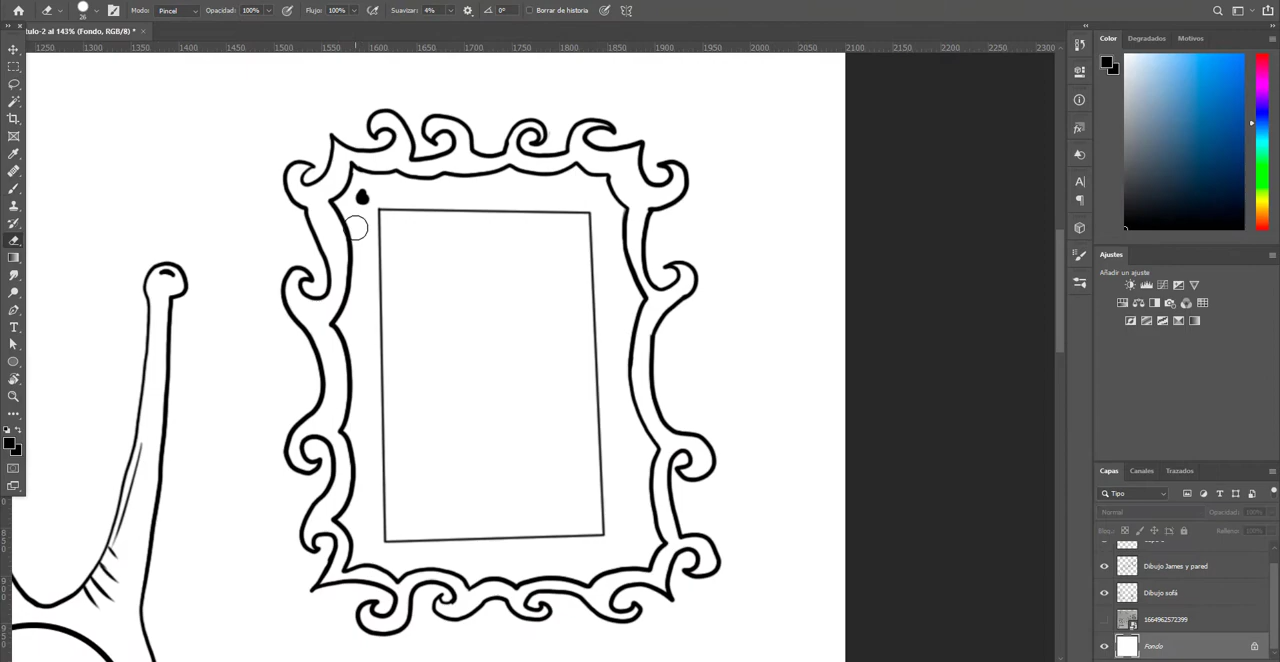 26
Modo: Pincel Opacidad: 100% Flujo: 100% Suavizar: 4% 0° Borrar de historia
tulo-2 al 143% (Fondo, RGB/8) *
1250 1300 1350 1400 1450 1500 1550 1600 1650 1700 1750 1800 1850 1900 1950 2000 2050 2100 2150 2200 2250 2300
Color Degradados Motivos
Ajustes
Añadir un ajuste
Capas Canales Trazados
Tipo
Normal Opacidad: 100%
Bloq.: Relleno: 100%
Dibujo James y pared
Dibujo sofá
1664962572399
Fondo